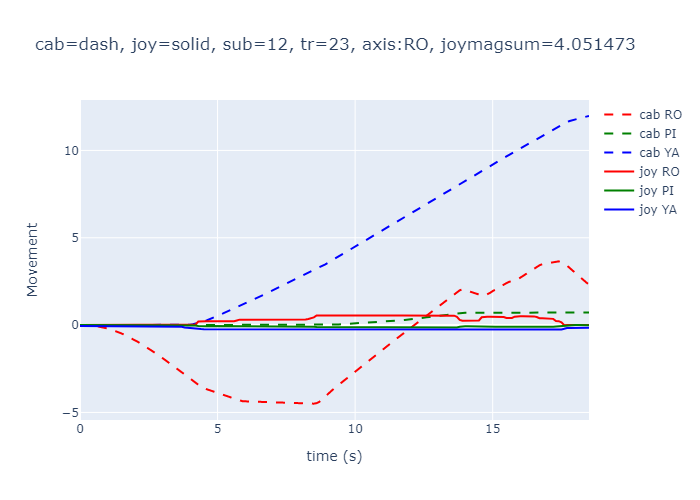 cab=dash, joy=solid, sub=12, tr=23, axis:RO, joymagsum=4.051473
cab RO
cab PI
cab YA
joy RO
joy PI
joy YA
Movement
10
5
0
−5
0
5
10
15
time (s)